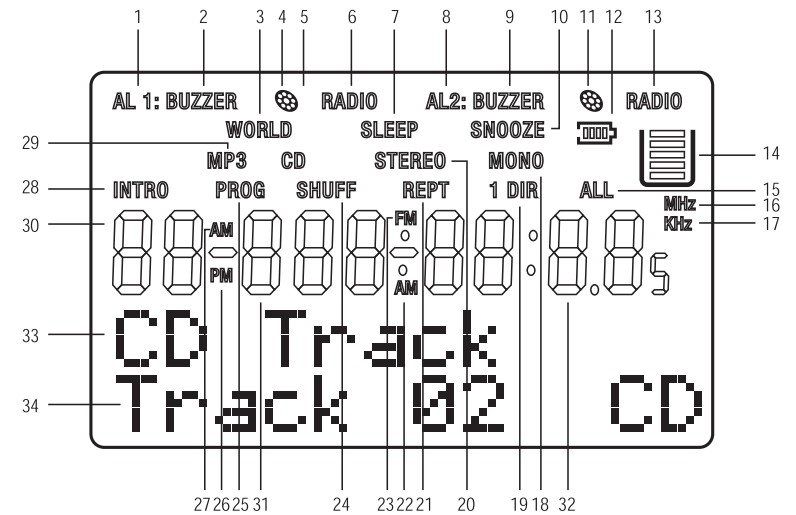 1 2 3 4 5 6 7 8 9 10 11 12 13
AL 1: BUZZER RADIO AL2: BUZZER RADIO
WORLD SLEEP SNOOZE
29
MP3 CD STEREO MONO 14
28 INTRO PROG SHUFF REPT 1 DIR ALL 15
MHz 16
30 AM FM KHz 17
88 888 88:8.8
PM AM 5
33 CD Track
34 Track 02 CD
27 26 25 31 24 23 22 21 20 19 18 32